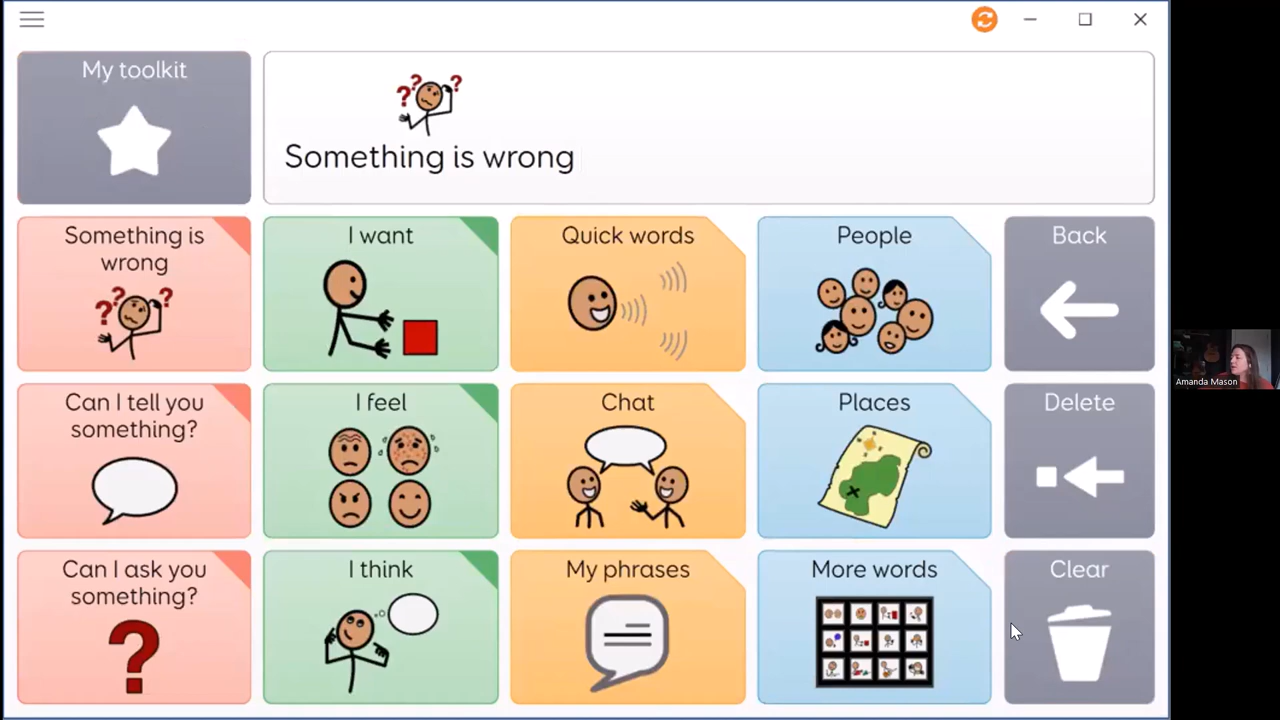 My toolkit
Something is wrong
Something is
wrong
I want
Quick words
People
Back
Can I tell you
something?
I feel
Chat
Places
Delete
Can I ask you
something?
I think
My phrases
More words
Clear
Amanda Mason